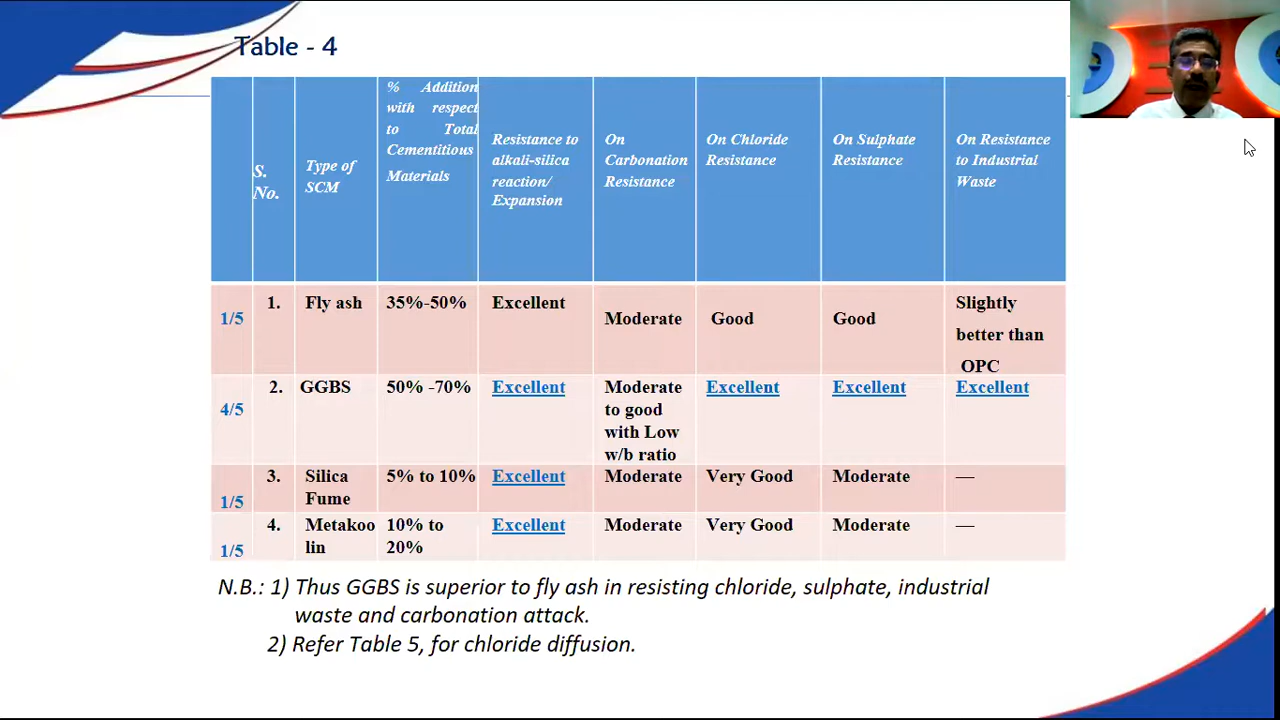 Table - 4
% Addition
with respect
to Total
Cementitious
Materials
S.
No.
Type of
SCM
Resistance to
alkali-silica
reaction/
Expansion
On
Carbonation
Resistance
On Chloride
Resistance
On Sulphate
Resistance
On Resistance
to Industrial
Waste
1/5
1.
Fly ash
35%-50%
Excellent
Moderate
Good
Good
Slightly
better than
OPC
4/5
2.
GGBS
50% -70%
Excellent
Moderate
to good
with Low
w/b ratio
Excellent
Excellent
Excellent
1/5
3.
Silica
Fume
5% to 10%
Excellent
Moderate
Very Good
Moderate
—
1/5
4.
Metakoo
lin
10% to
20%
Excellent
Moderate
Very Good
Moderate
—
N.B.: 1) Thus GGBS is superior to fly ash in resisting chloride, sulphate, industrial
waste and carbonation attack.
2) Refer Table 5, for chloride diffusion.